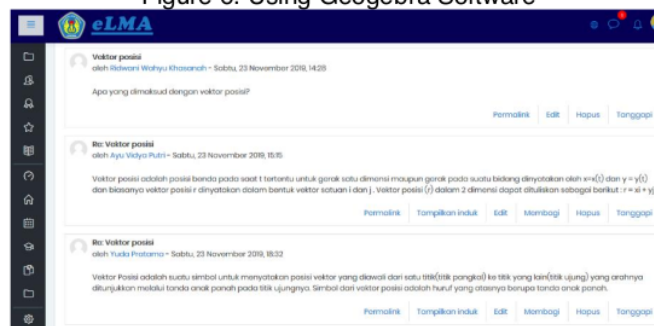 Figure 6. Using Geogebra Software
eLMA
Vektor posisi
oleh Ridwani Wahyu Khasanah - Sabtu, 23 November 2019, 14:28
Apa yang dimaksud dengan vektor posisi?
Permalink Edit Hapus Tanggapi
Re: Vektor posisi
oleh Ayu Vidya Putri - Sabtu, 23 November 2019, 15:15
Vektor posisi adalah posisi benda pada saat t tertentu untuk gerak satu dimensi maupun gerak pada suatu bidang dinyatakan oleh x=x(t) dan y = y(t)
dan biasanya vektor posisi r dinyatakan dalam bentuk vektor satuan i dan j . Vektor posisi (r) dalam 2 dimensi dapat dituliskan sebagai berikut : r = xi + yj
Permalink Tampilkan induk Edit Membagi Hapus Tanggapi
Re: Vektor posisi
oleh Yuda Pratama - Sabtu, 23 November 2019, 18:32
Vektor Posisi adalah suatu simbol untuk menyatakan posisi vektor yang diawali dari satu titik(titik pangkal) ke titik yang lain(titik ujung) yang arahnya
ditunjukkan melalui tanda anak panah pada titik ujungnya. Simbol dari vektor posisi adalah huruf yang atasnya berupa tanda anak panah.
Permalink Tampilkan induk Edit Membagi Hapus Tanggapi